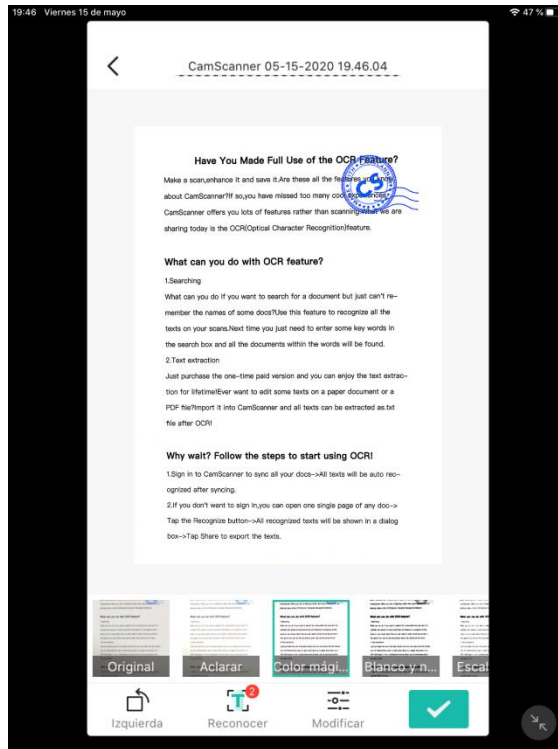 19:46 Viernes 15 de mayo
47 %
CamScanner 05-15-2020 19.46.04
Have You Made Full Use of the OCR Feature?
Make a scan,enhance it and save it.Are these all the features you know
about CamScanner?If so,you have missed too many cool experiences.
CamScanner offers you lots of features rather than scanning.What we are
sharing today is the OCR(Optical Character Recognition)feature.
What can you do with OCR feature?
1.Searching
What can you do if you want to search for a document but just can't re-
member the names of some docs?Use this feature to recognize all the
texts on your scans.Next time you just need to enter some key words in
the search box and all the documents within the words will be found.
2.Text extraction
Just purchase the one-time paid version and you can enjoy the text extrac-
tion for lifetime!Ever want to edit some texts on a paper document or a
PDF file?Import it into CamScanner and all texts can be extracted as.txt
file after OCR!
Why wait? Follow the steps to start using OCR!
1.Sign in to CamScanner to sync all your docs->All texts will be auto rec-
ognized after syncing.
2.If you don't want to sign in,you can open one single page of any doc->
Tap the Recognize button->All recognized texts will be shown in a dialog
box->Tap Share to export the texts.
CS
Original
Aclarar
Color mági...
Blanco y n...
Escal
2
Izquierda
Reconocer
Modificar